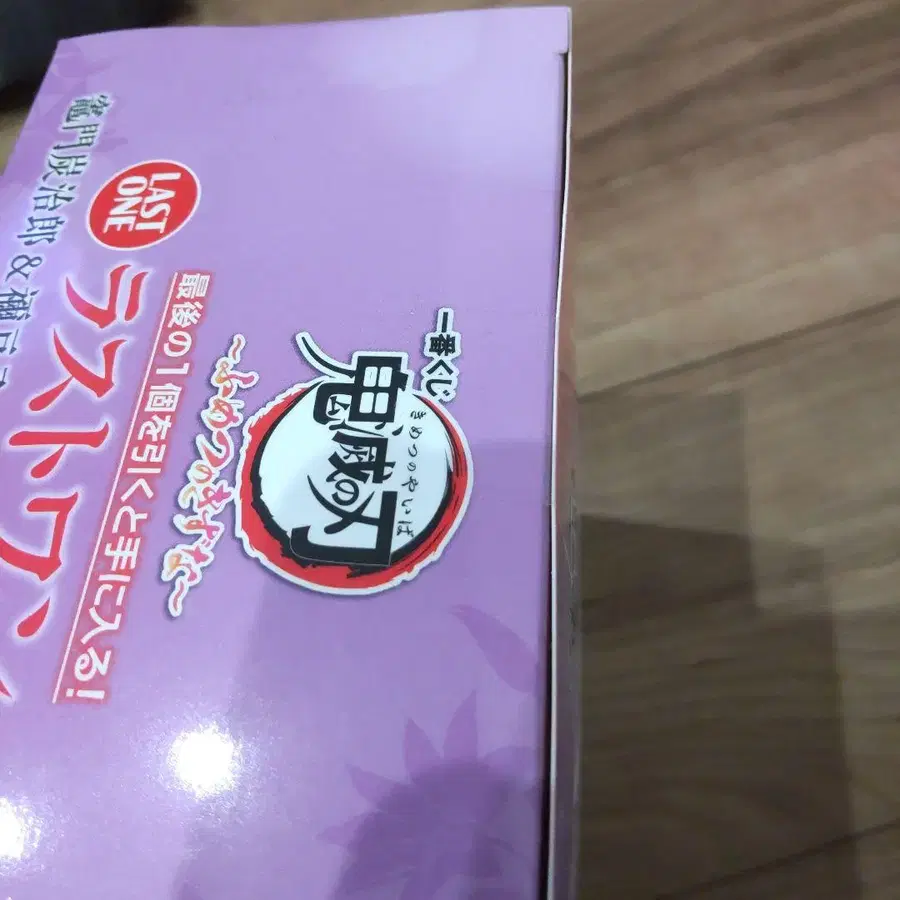 一番くじ
鬼滅の刃
きめつのやいば
〜ふめつのきずな〜
最後の1個を引くと手に入る!
LAST
ONE
ラストワン
竈門炭治郎&禰豆